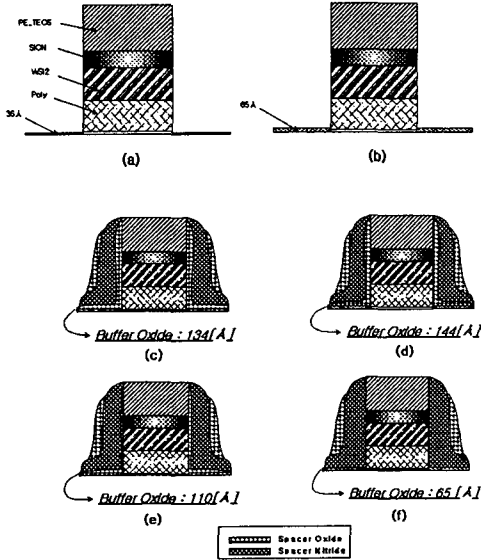 PE_TEOS
SION
WSi2
Poly
35Å
65Å
(a)
(b)
Buffer Oxide : 134[Å]
Buffer Oxide : 144[Å]
(c)
(d)
Buffer Oxide : 110[Å]
Buffer Oxide : 65[Å]
(e)
(f)
Spacer Oxide
Spacer Nitride